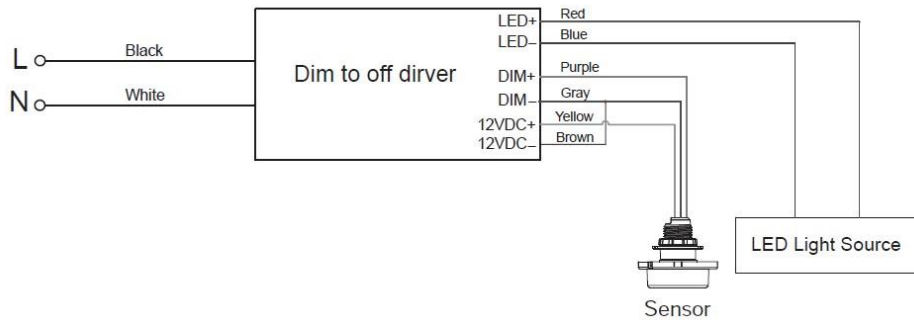 LED+ Red
LED– Blue
L Black
Dim to off dirver
DIM+ Purple
N White
DIM– Gray
12VDC+ Yellow
12VDC– Brown
LED Light Source
Sensor